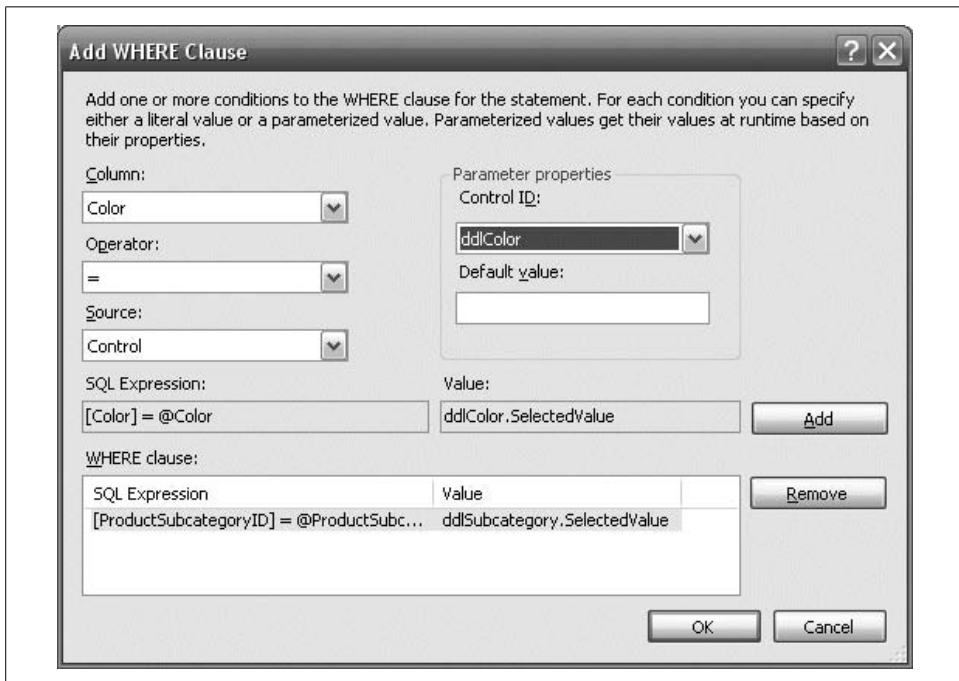 Add WHERE Clause
Add one or more conditions to the WHERE clause for the statement. For each condition you can specify
either a literal value or a parameterized value. Parameterized values get their values at runtime based on
their properties.
Column:
Color
Operator:
=
Source:
Control
Parameter properties
Control ID:
ddlColor
Default value:
SQL Expression:
[Color] = @Color
Value:
ddlColor.SelectedValue
Add
WHERE clause:
SQL Expression Value
[ProductSubcategoryID] = @ProductSubc... ddlSubcategory.SelectedValue
Remove
OK Cancel